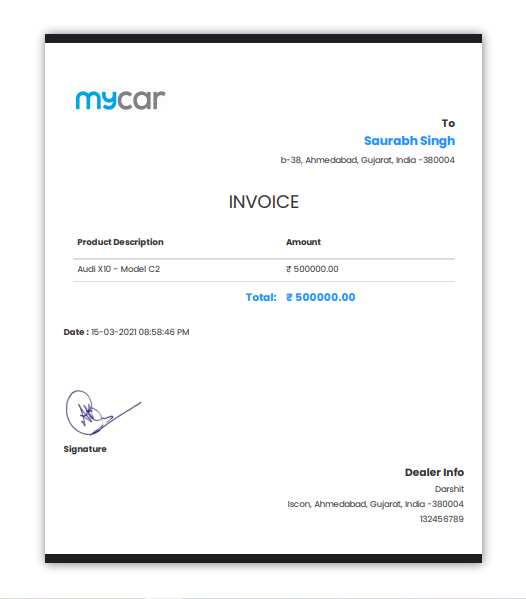 mycar
To
Saurabh Singh
b-38, Ahmedabad, Gujarat, India -380004
INVOICE
Product Description Amount
Audi X10 - Model C2 ₹ 500000.00
Total: ₹ 500000.00
Date : 15-03-2021 08:58:46 PM
Signature
Dealer Info
Darshit
Iscon, Ahmedabad, Gujarat, India -380004
132456789